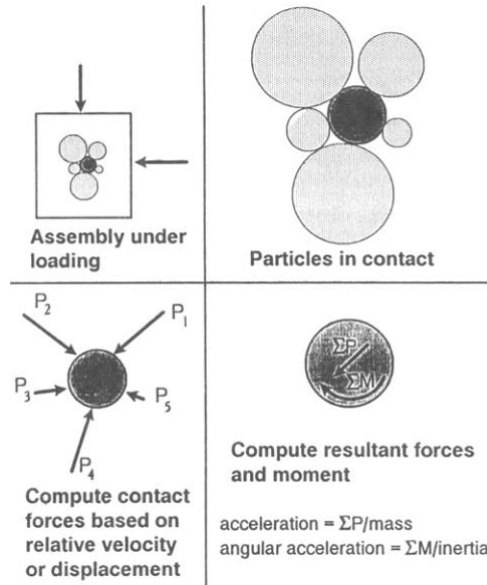 Assembly under
loading
Particles in contact
P2
P1
P3
P5
P4
Compute contact
forces based on
relative velocity
or displacement
ΣP
ΣM
Compute resultant forces
and moment
acceleration = ΣP/mass
angular acceleration = ΣM/inertia